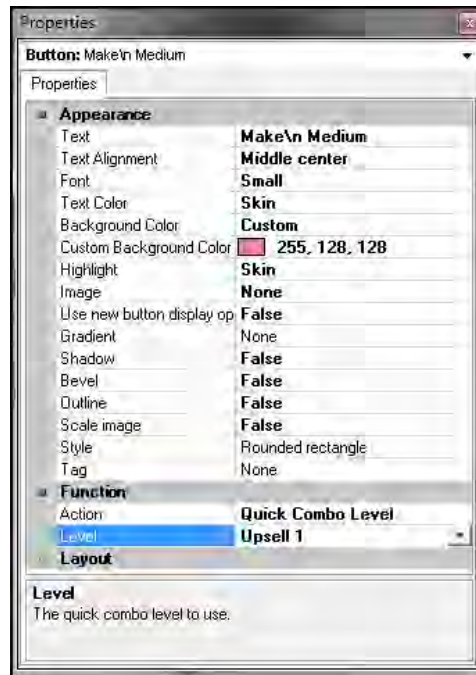 Properties
x
Button: Make\n Medium
Properties
Appearance
Text Make\n Medium
Text Alignment Middle center
Font Small
Text Color Skin
Background Color Custom
Custom Background Color 255, 128, 128
Highlight Skin
Image None
Use new button display op False
Gradient None
Shadow False
Bevel False
Outline False
Scale image False
Style Rounded rectangle
Tag None
Function
Action Quick Combo Level
Level Upsell 1
Layout
Level
The quick combo level to use.